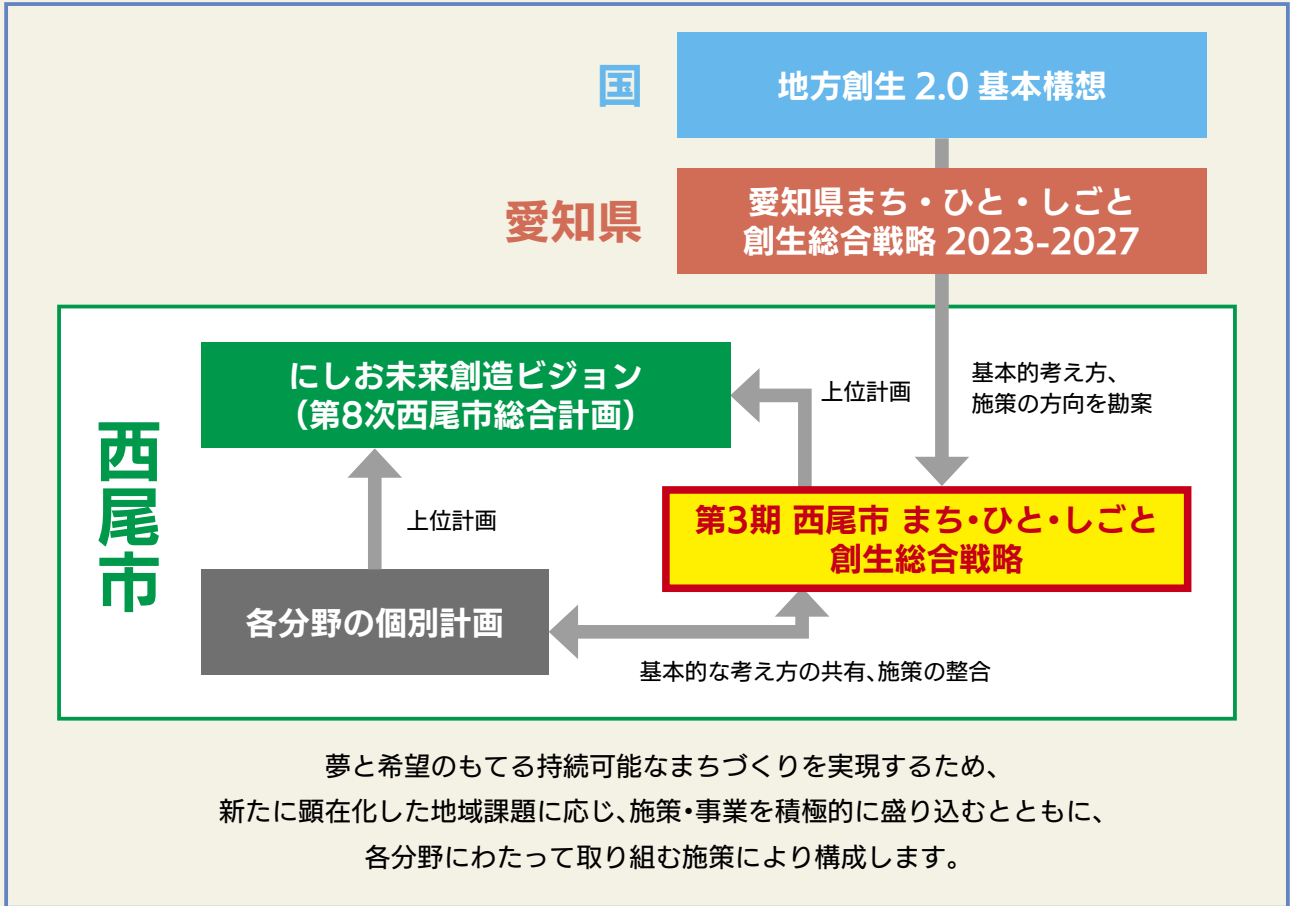 国
地方創生 2.0 基本構想
愛知県
愛知県まち・ひと・しごと
創生総合戦略 2023-2027
西尾市
にしお未来創造ビジョン
（第8次西尾市総合計画）
上位計画
基本的考え方、
施策の方向を勘案
上位計画
第3期 西尾市 まち・ひと・しごと
創生総合戦略
各分野の個別計画
基本的な考え方の共有、施策の整合
夢と希望のもてる持続可能なまちづくりを実現するため、
新たに顕在化した地域課題に応じ、施策・事業を積極的に盛り込むとともに、
各分野にわたって取り組む施策により構成します。